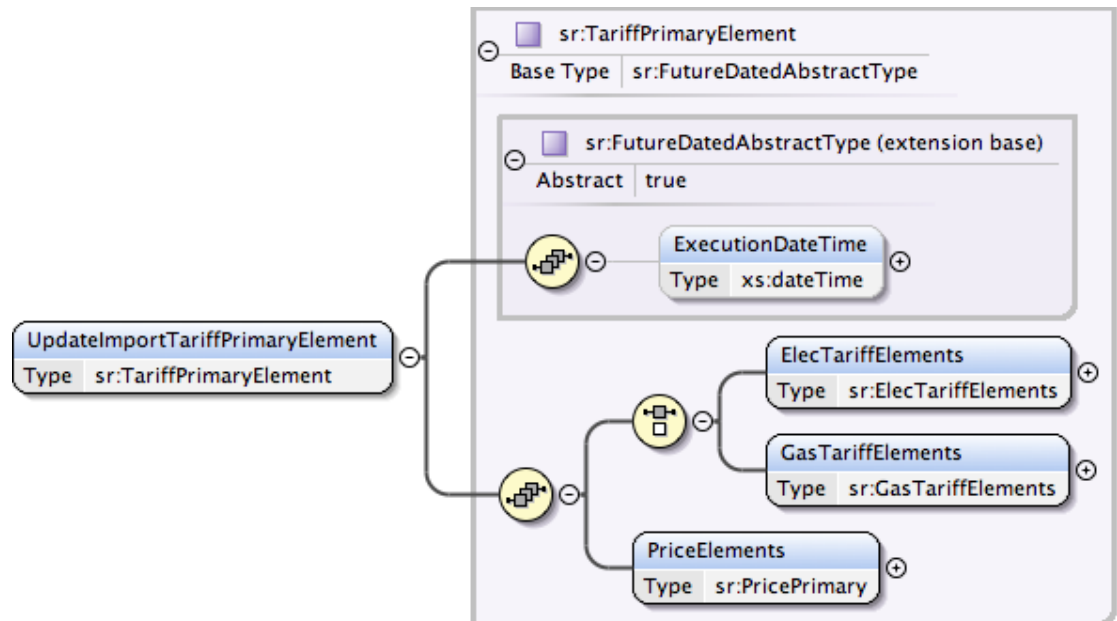 sr:TariffPrimaryElement
Base Type sr:FutureDatedAbstractType
sr:FutureDatedAbstractType (extension base)
Abstract true
ExecutionDateTime
Type xs:dateTime
UpdateImportTariffPrimaryElement
Type sr:TariffPrimaryElement
ElecTariffElements
Type sr:ElecTariffElements
GasTariffElements
Type sr:GasTariffElements
PriceElements
Type sr:PricePrimary